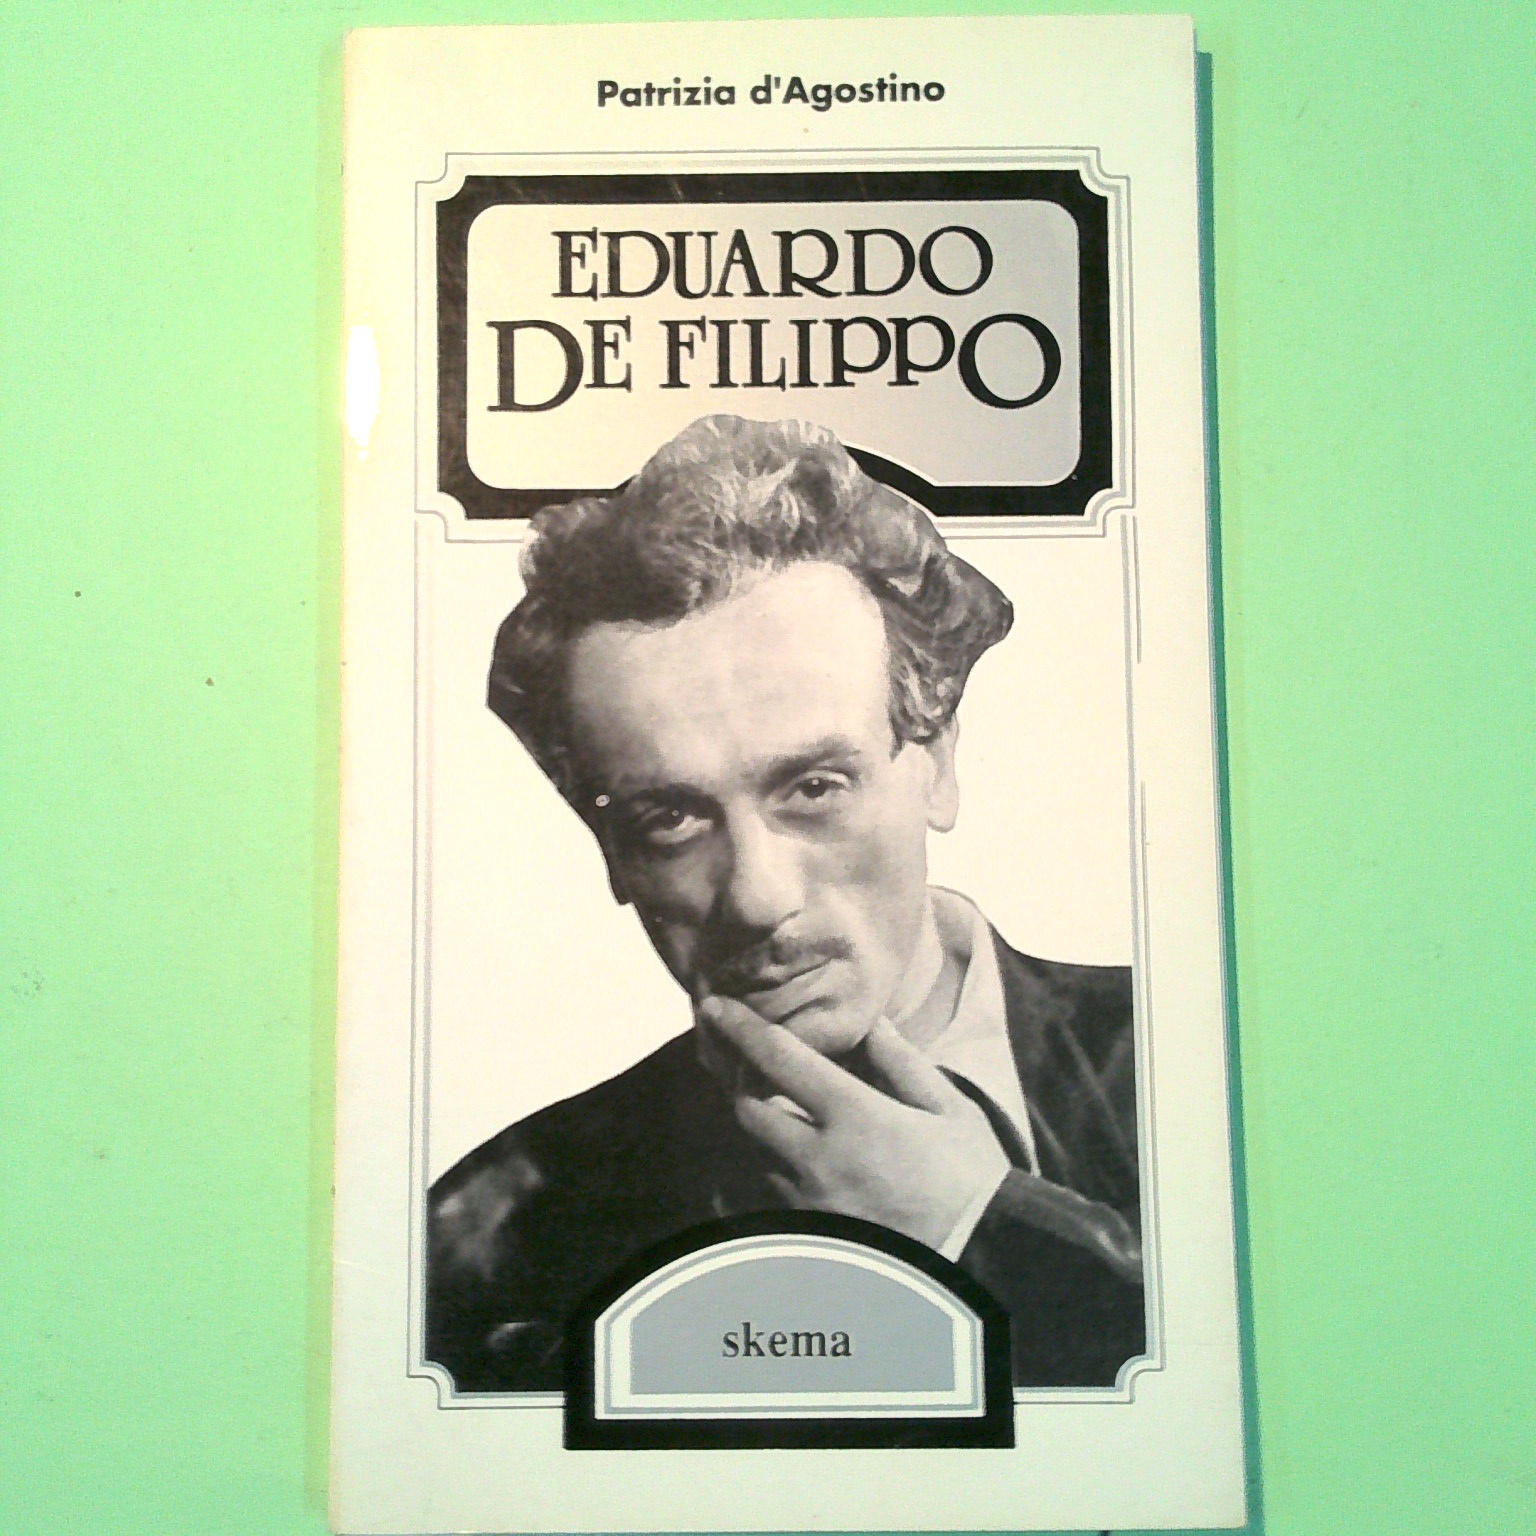 Patrizia d'Agostino
EDUARDO
DE FILIPPO
skema